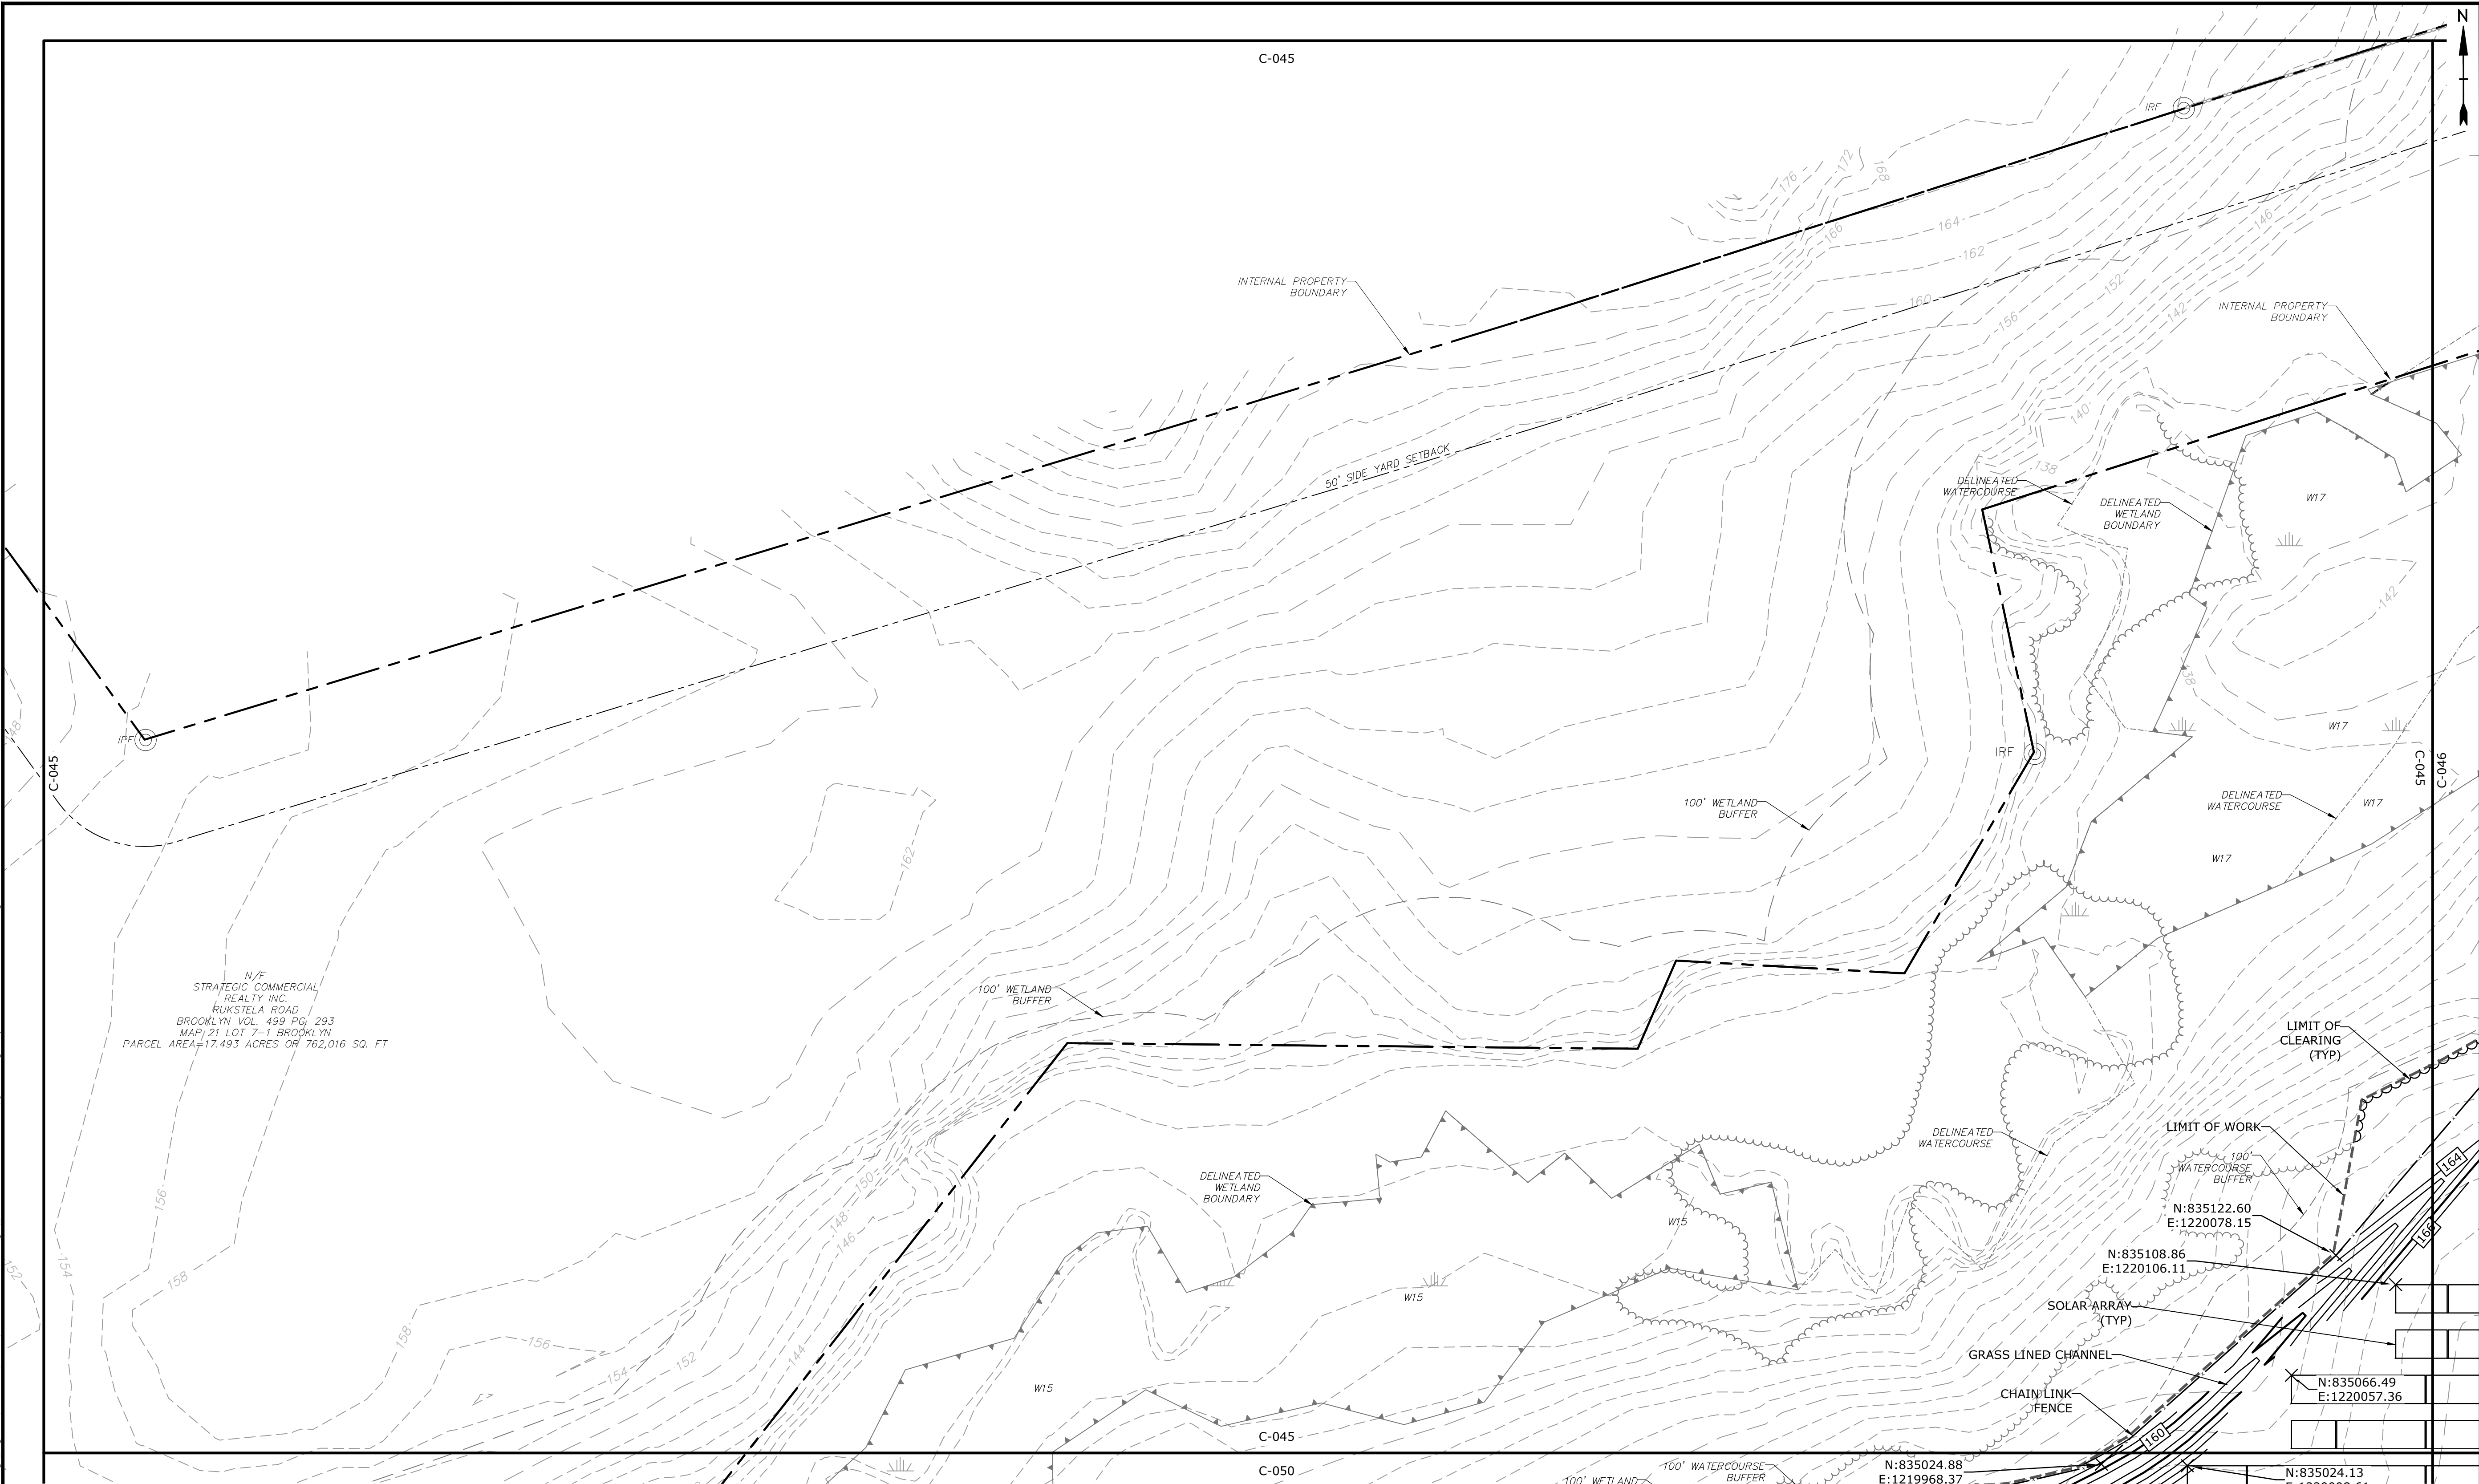 C-045
N
IRF
176
172
168
166
164
162
160
156
152
146
142
INTERNAL PROPERTY
BOUNDARY
INTERNAL PROPERTY
BOUNDARY
50' SIDE YARD SETBACK
140
138
DELINEATED
WATERCOURSE
DELINEATED
WETLAND
BOUNDARY
W17
142
138
148
IPF
C-045
IRF
W17
C-045
C-046
100' WETLAND
BUFFER
DELINEATED
WATERCOURSE
W17
W17
162
N/F
STRATEGIC COMMERCIAL
REALTY INC.
RUKSTELA ROAD
BROOKLYN VOL. 499 PG. 293
MAP 21 LOT 7-1 BROOKLYN
PARCEL AREA=17.493 ACRES OR 762,016 SQ. FT
100' WETLAND
BUFFER
LIMIT OF
CLEARING
(TYP)
LIMIT OF WORK
DELINEATED
WATERCOURSE
100'
WATERCOURSE
BUFFER
164
166
150
148
146
144
DELINEATED
WETLAND
BOUNDARY
W15
W15
W15
N:835122.60
E:1220078.15
N:835108.86
E:1220106.11
SOLAR ARRAY
(TYP)
GRASS LINED CHANNEL
CHAIN LINK
FENCE
N:835066.49
E:1220057.36
160
152
154
156
158
158
156
154
152
C-045
C-050
100' WETLAND
100' WATERCOURSE
BUFFER
N:835024.88
E:1219968.37
N:835024.13